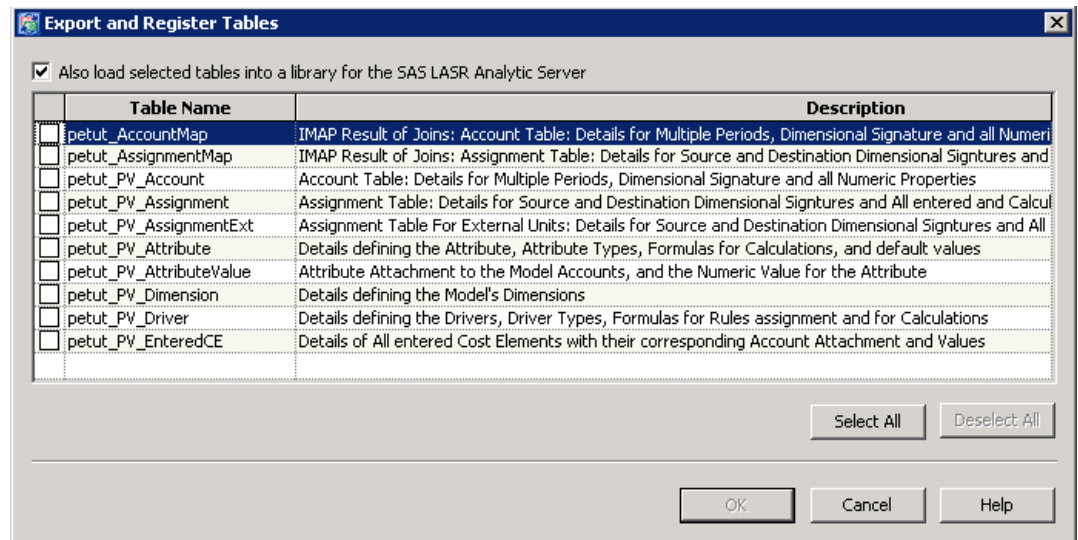 Export and Register Tables
Also load selected tables into a library for the SAS LASR Analytic Server
Table Name Description
petut_AccountMap IMAP Result of Joins: Account Table: Details for Multiple Periods, Dimensional Signature and all Numeri
petut_AssignmentMap IMAP Result of Joins: Assignment Table: Details for Source and Destination Dimensional Signtures and
petut_PV_Account Account Table: Details for Multiple Periods, Dimensional Signature and all Numeric Properties
petut_PV_Assignment Assignment Table: Details for Source and Destination Dimensional Signtures and All entered and Calcul
petut_PV_AssignmentExt Assignment Table For External Units: Details for Source and Destination Dimensional Signtures and All
petut_PV_Attribute Details defining the Attribute, Attribute Types, Formulas for Calculations, and default values
petut_PV_AttributeValue Attribute Attachment to the Model Accounts, and the Numeric Value for the Attribute
petut_PV_Dimension Details defining the Model's Dimensions
petut_PV_Driver Details defining the Drivers, Driver Types, Formulas for Rules assignment and for Calculations
petut_PV_EnteredCE Details of All entered Cost Elements with their corresponding Account Attachment and Values
Select All Deselect All
OK Cancel Help